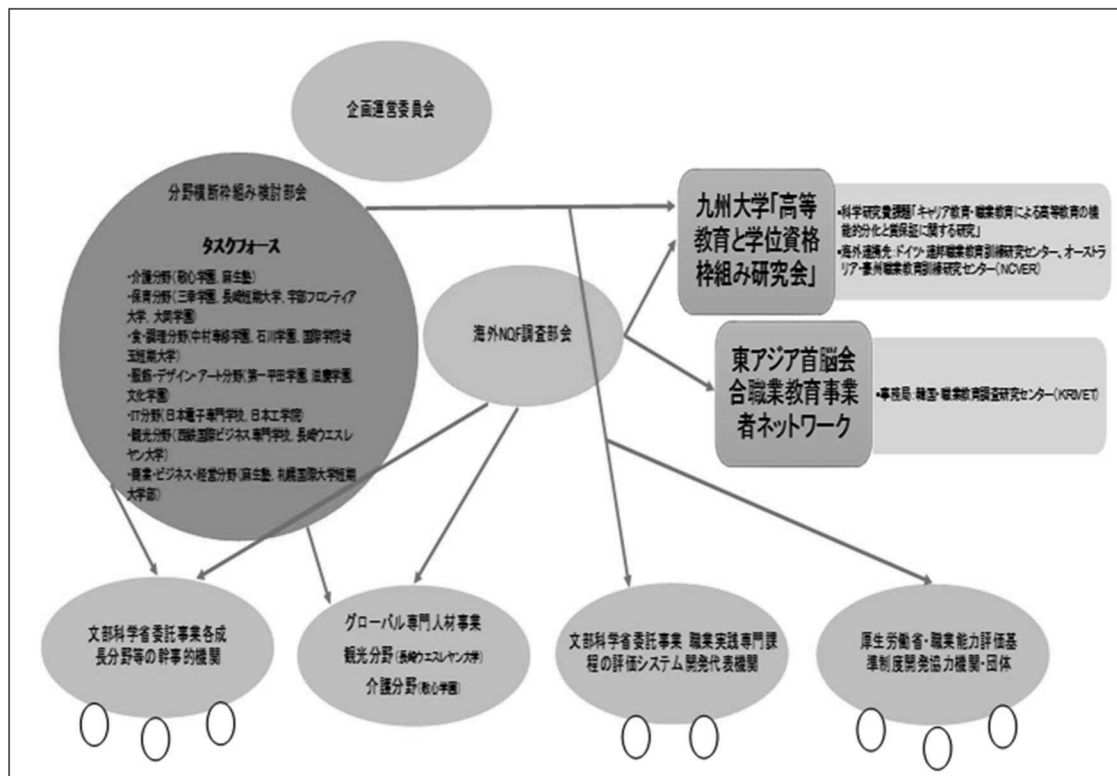 企画運営委員会
分野横断枠組み検討部会
タスクフォース
・介護分野(敬心学園、麻生塾)
・保育分野(三幸学園、長崎短期大学、宇部フロンティア
大学、大岡学園)
・食・調理分野(中村専修学園、石川学園、国際学院埼
玉短期大学)
・服飾・デザイン・アート分野(第一平田学園、滋慶学園、
文化学園)
・IT分野(日本電子専門学校、日本工学院)
・観光分野(西鉄国際ビジネス専門学校、長崎ウエスレ
ヤン大学)
・商業・ビジネス・経営分野(麻生塾、札幌国際大学短期
大学部)
海外NQF調査部会
九州大学「高等
教育と学位資格
枠組み研究会」
•科学研究費課題「キャリア教育・職業教育による高等教育の機
能的分化と質保証に関する研究」
•海外連携先:ドイツ・連邦職業教育訓練研究センター、オーストラ
リア・豪州職業教育訓練研究センター(NCVER)
東アジア首脳会
合職業教育事業
者ネットワーク
•事務局:韓国・職業教育調査研究センター(KRIVET)
文部科学省委託事業各成
長分野等の幹事的機関
グローバル専門人材事業
観光分野(長崎ウエスレヤン大学)
介護分野(敬心学園)
文部科学省委託事業 職業実践専門課
程の評価システム開発代表機関
厚生労働省・職業能力評価基
準制度開発協力機関・団体